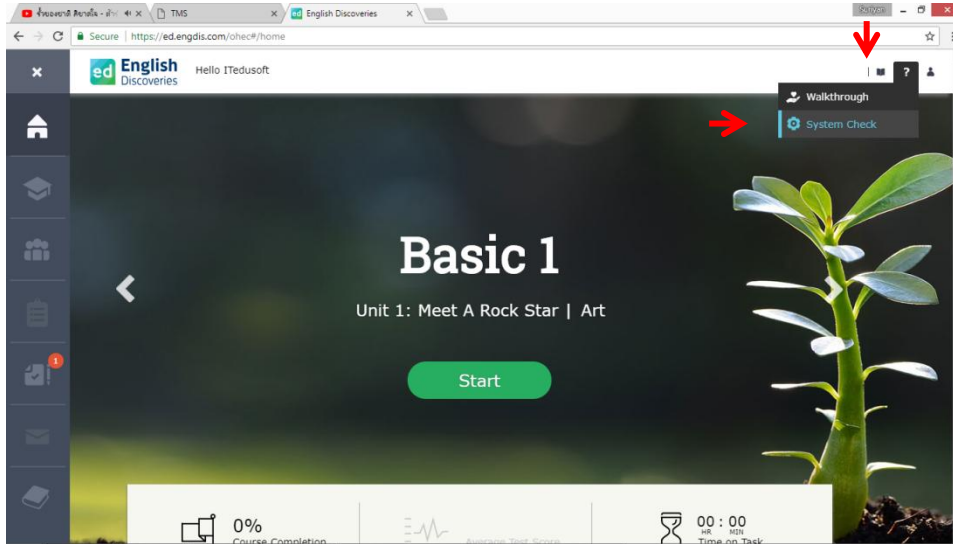 TMS
English Discoveries
Secure | https://ed.engdis.com/ohec#/home
ed English Discoveries
Hello ITedusoft
?
Walkthrough
System Check
Basic 1
Unit 1: Meet A Rock Star | Art
Start
1
0%
Course Completion
Average Test Score
00 : 00
HR MIN
Time on Task